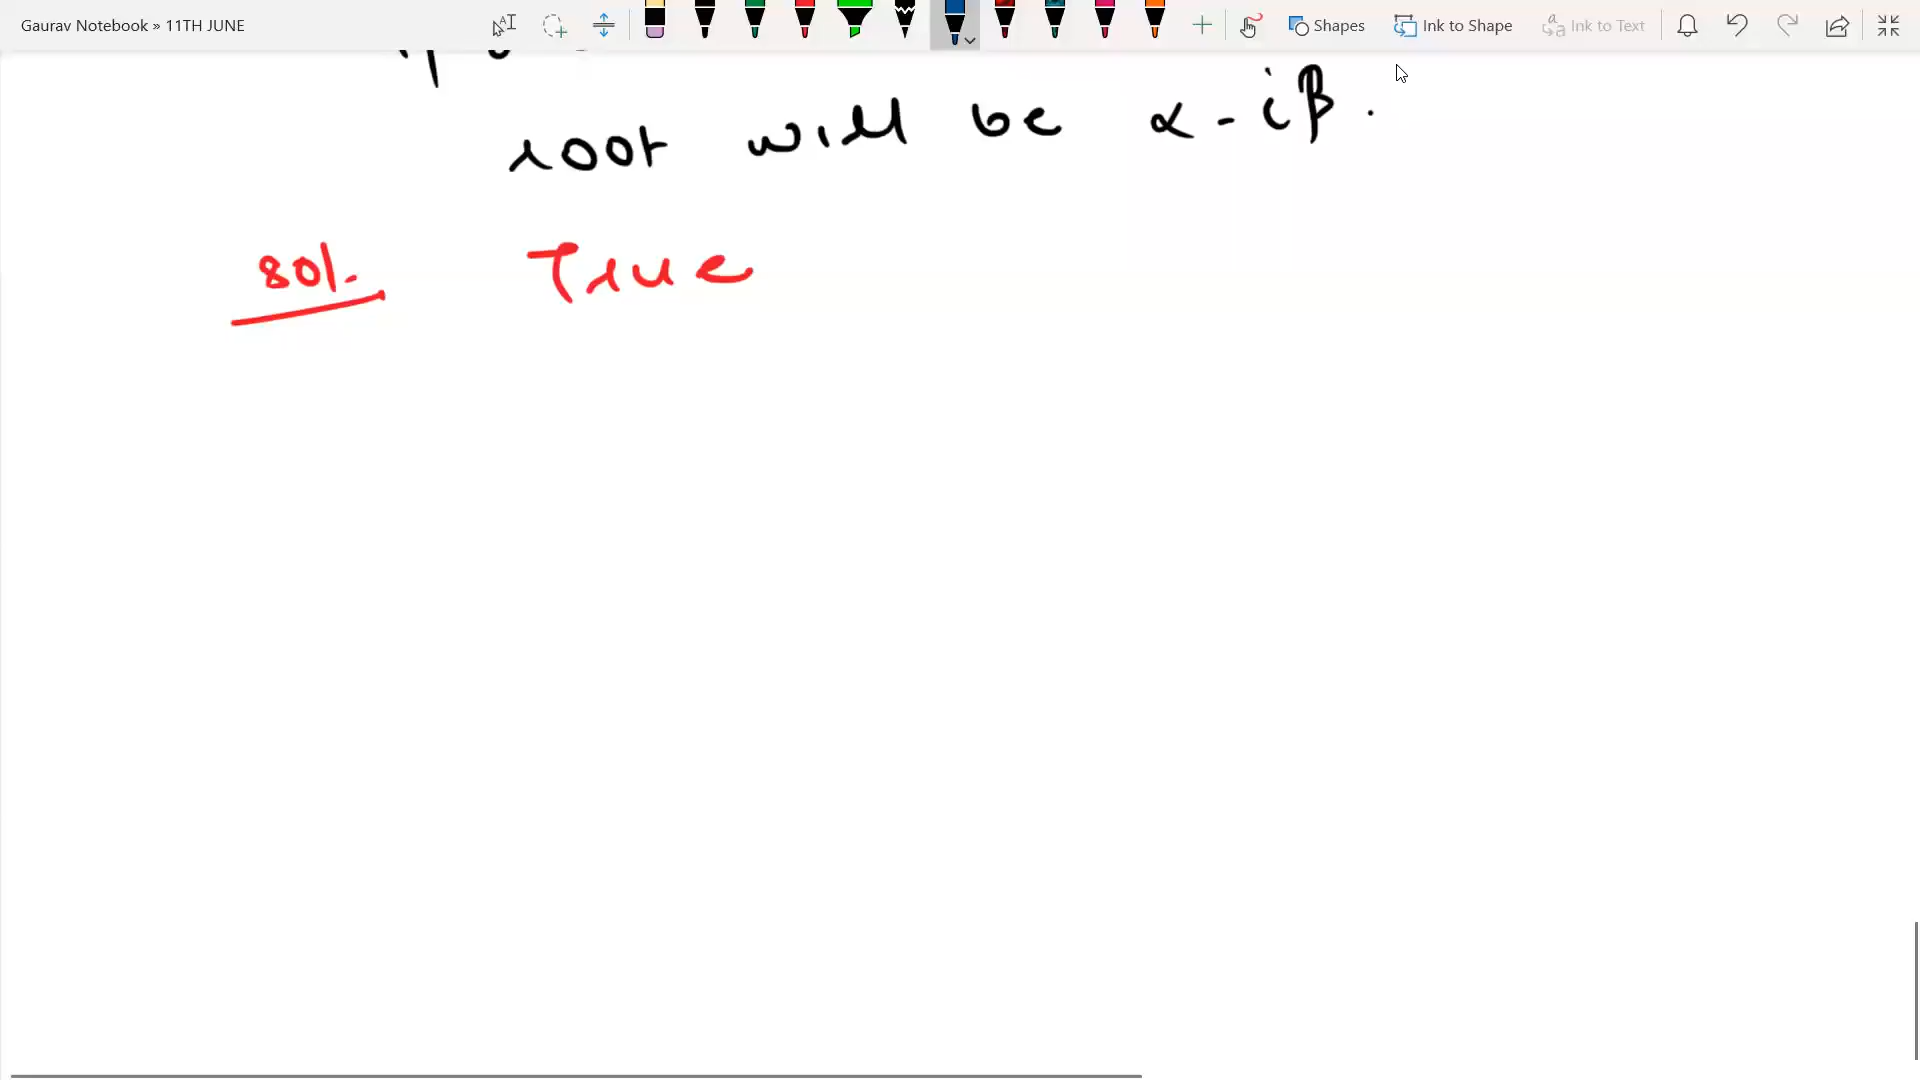 Gaurav Notebook » 11TH JUNE
Shapes
Ink to Shape
Ink to Text
root will be α - iβ .
sol.
True